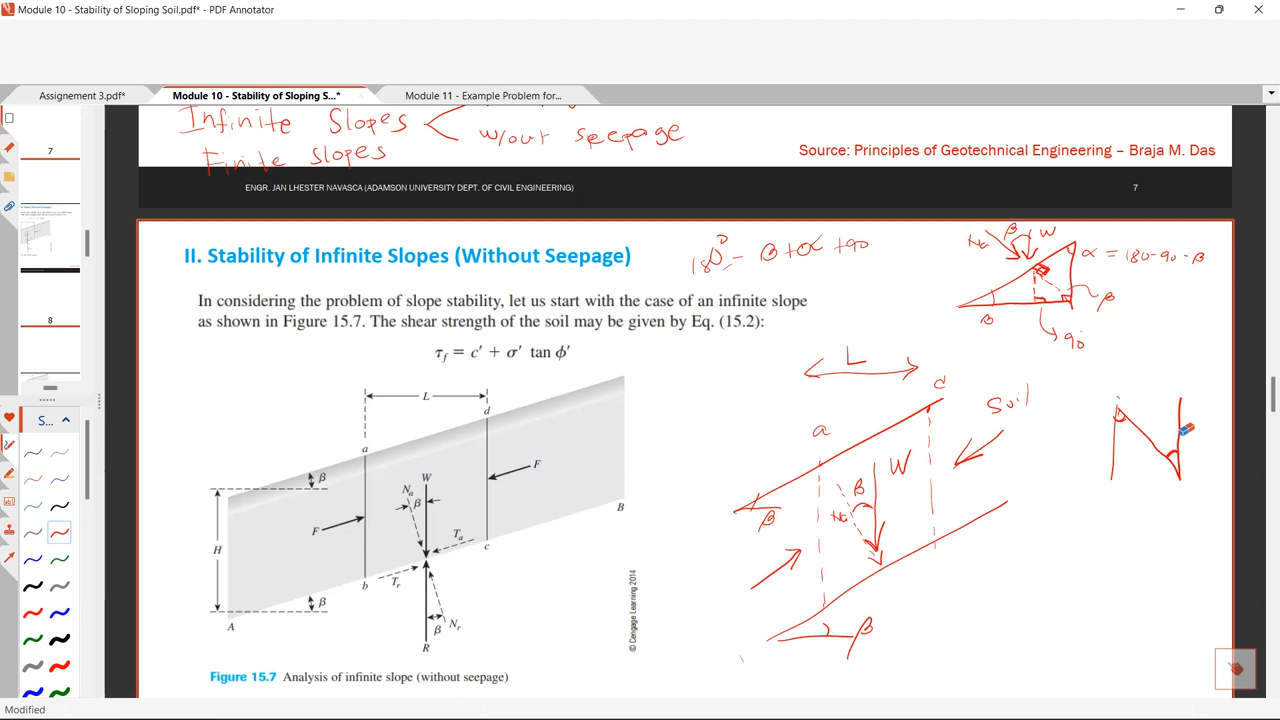 Module 10 - Stability of Sloping Soil.pdf* - PDF Annotator
Assignement 3.pdf*
Module 10 - Stability of Sloping S...*
Module 11 - Example Problem for...
Infinite Slopes
w/out seepage
Finite slopes
Source: Principles of Geotechnical Engineering – Braja M. Das
ENGR. JAN LHESTER NAVASCA (ADAMSON UNIVERSITY DEPT. OF CIVIL ENGINEERING)
7
7
8
S...
II. Stability of Infinite Slopes (Without Seepage)
180° = β + α + 90
Na
β
W
α = 180-90-β
β
β
90°
In considering the problem of slope stability, let us start with the case of an infinite slope
as shown in Figure 15.7. The shear strength of the soil may be given by Eq. (15.2):
τf = c′ + σ′ tan ϕ′
L
d
a
β
W
Na
β
F
F
H
Ta
B
c
Tr
b
β
A
Nr
β
R
© Cengage Learning 2014
L
d
a
Soil
W
β
Na
β
β
Figure 15.7 Analysis of infinite slope (without seepage)
Modified